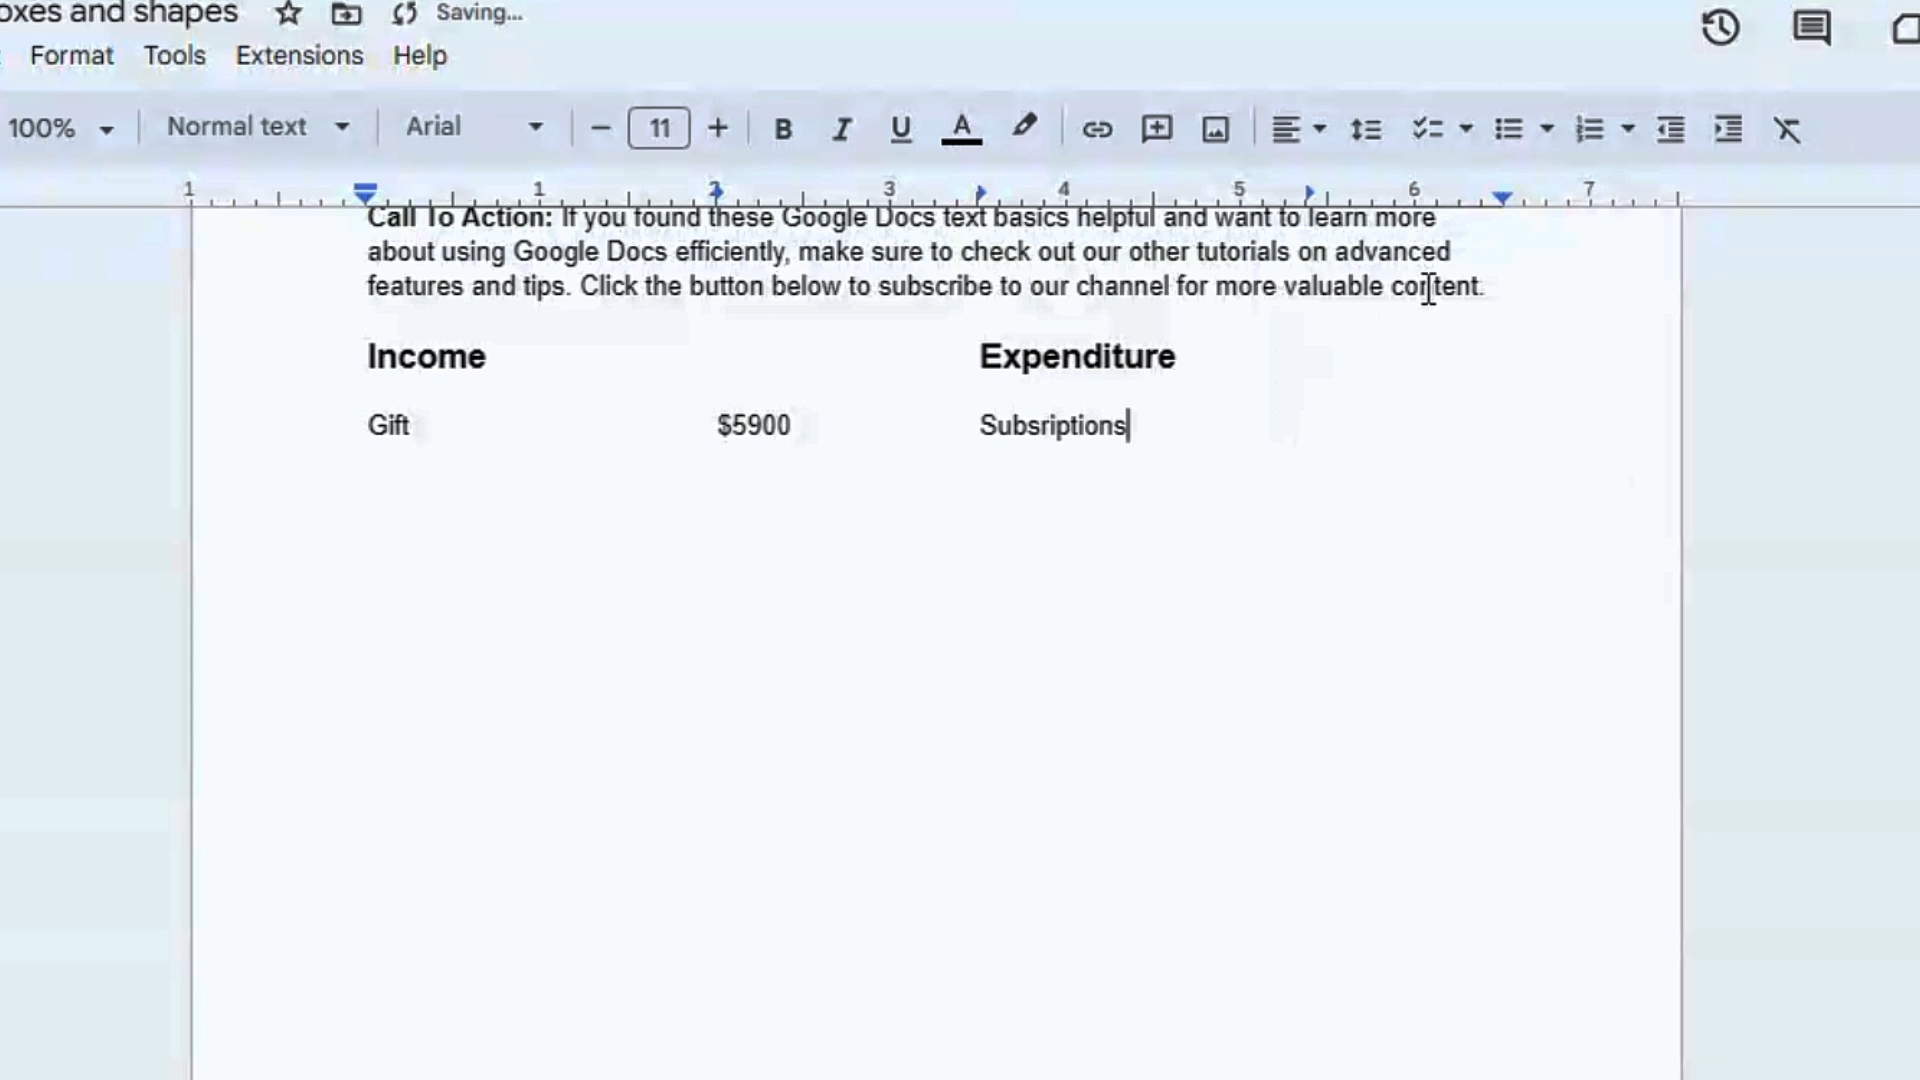 oxes and shapes Saving...
Format Tools Extensions Help
100% Normal text Arial 11 B I U A
1 1 2 3 4 5 6 7
Call To Action: If you found these Google Docs text basics helpful and want to learn more
about using Google Docs efficiently, make sure to check out our other tutorials on advanced
features and tips. Click the button below to subscribe to our channel for more valuable content.
Income Expenditure
Gift $5900 Subsriptions